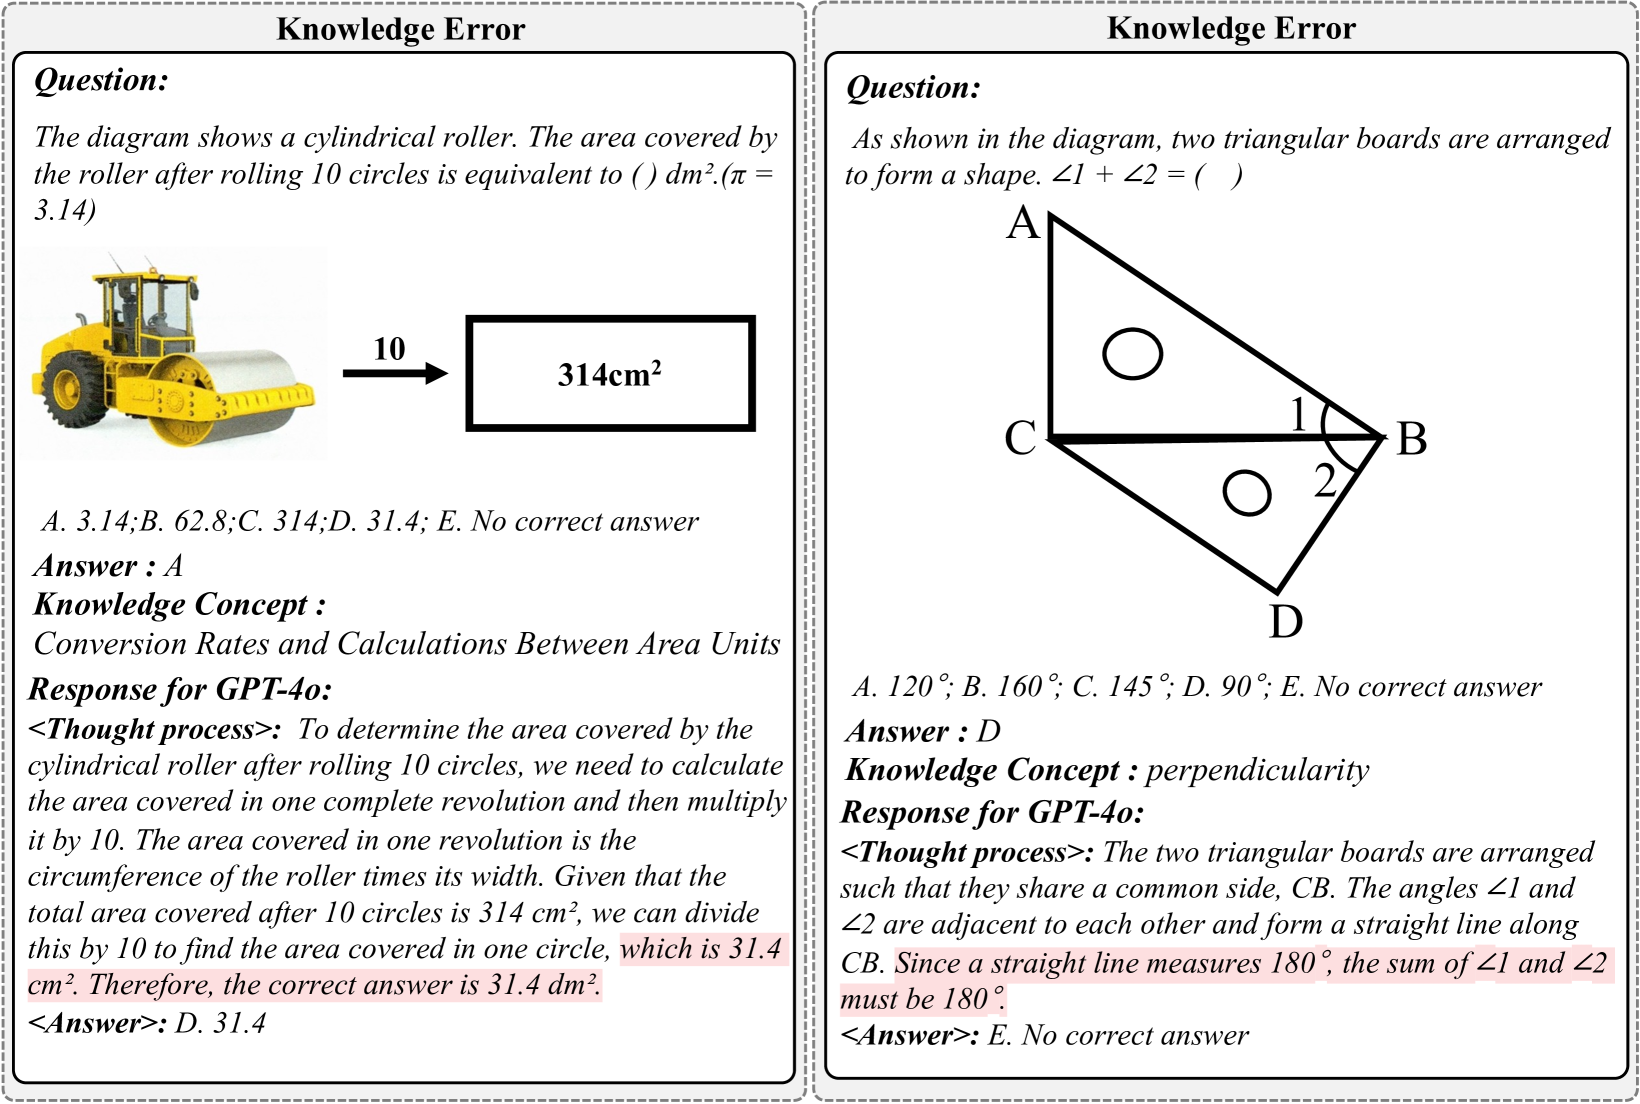 Knowledge Error
Question:
The diagram shows a cylindrical roller. The area covered by
the roller after rolling 10 circles is equivalent to ( ) dm².(π =
3.14)
10
314cm²
A. 3.14;B. 62.8;C. 314;D. 31.4; E. No correct answer
Answer : A
Knowledge Concept :
Conversion Rates and Calculations Between Area Units
Response for GPT-4o:
<Thought process>: To determine the area covered by the
cylindrical roller after rolling 10 circles, we need to calculate
the area covered in one complete revolution and then multiply
it by 10. The area covered in one revolution is the
circumference of the roller times its width. Given that the
total area covered after 10 circles is 314 cm², we can divide
this by 10 to find the area covered in one circle, which is 31.4
cm². Therefore, the correct answer is 31.4 dm².
<Answer>: D. 31.4
Knowledge Error
Question:
As shown in the diagram, two triangular boards are arranged
to form a shape. ∠1 + ∠2 = ( )
A
1
C
B
2
D
A. 120°; B. 160°; C. 145°; D. 90°; E. No correct answer
Answer : D
Knowledge Concept : perpendicularity
Response for GPT-4o:
<Thought process>: The two triangular boards are arranged
such that they share a common side, CB. The angles ∠1 and
∠2 are adjacent to each other and form a straight line along
CB. Since a straight line measures 180°, the sum of ∠1 and ∠2
must be 180°.
<Answer>: E. No correct answer